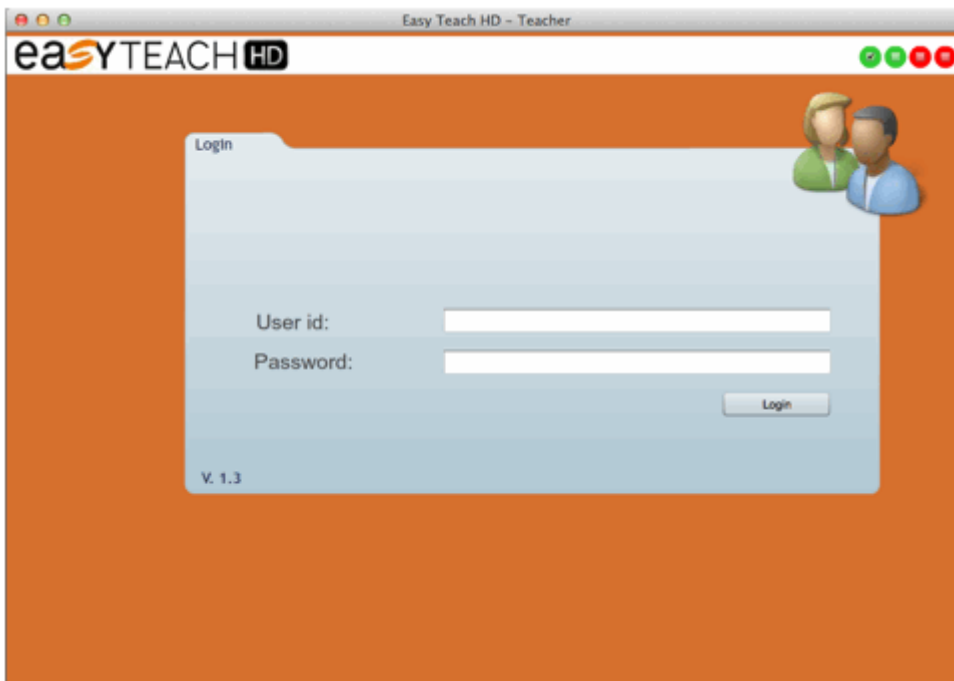 Easy Teach HD - Teacher
easyTEACH HD
LogIn
User id:
Password:
Login
V. 1.3